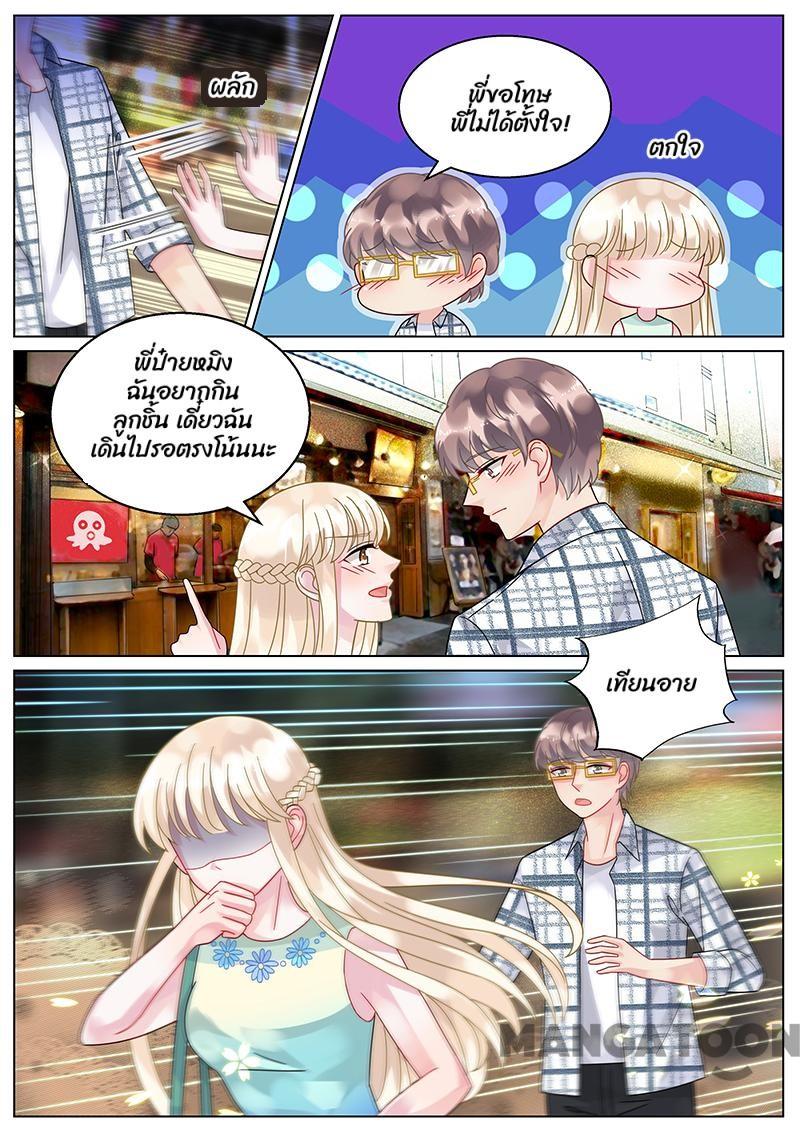 ผลัก
พี่ขอโทษ
พี่ไม่ได้ตั้งใจ!
ตกใจ
พี่ป๋ายหมิง
ฉันอยากกิน
ลูกชิ้น เดี๋ยวฉัน
เดินไปรอตรงโน้นนะ
เทียนอาย
MANGATOON